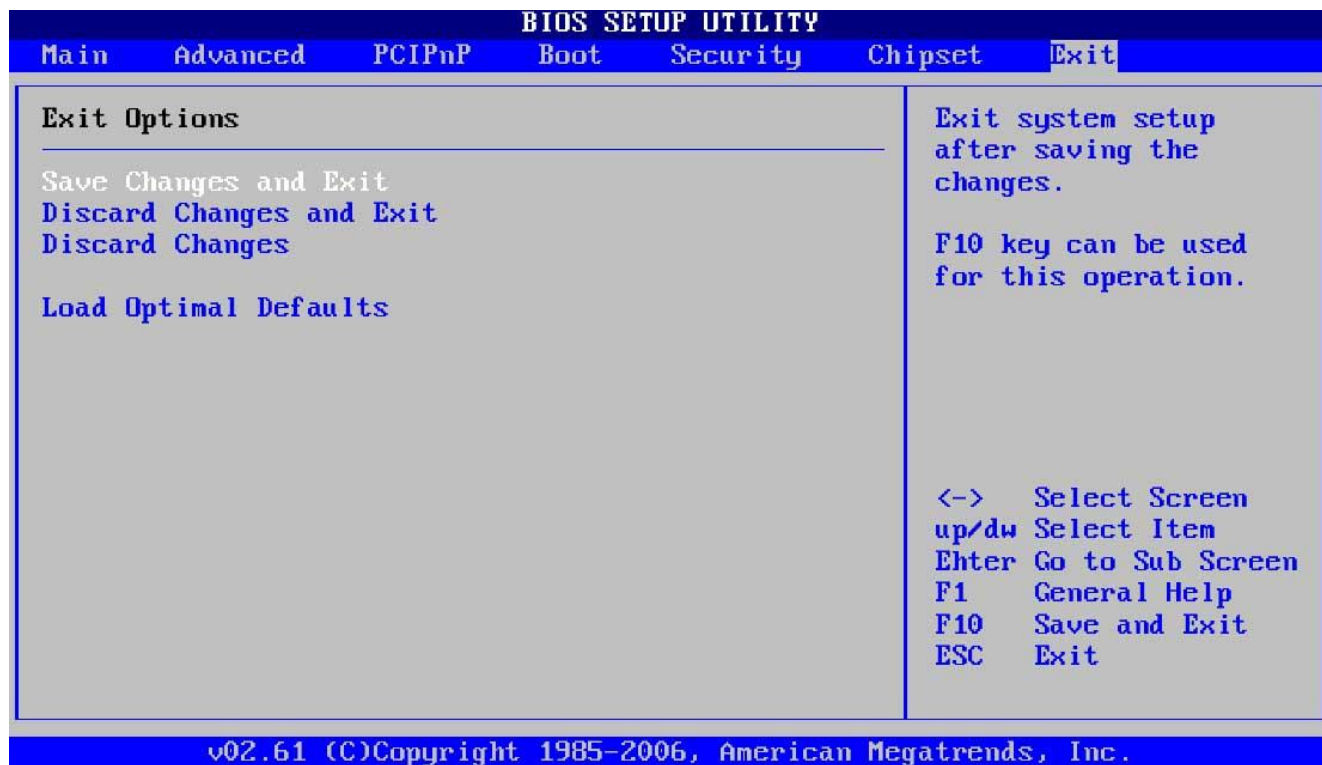 BIOS SETUP UTILITY
Main Advanced PCIPnP Boot Security Chipset Exit
Exit Options
Save Changes and Exit
Discard Changes and Exit
Discard Changes
Load Optimal Defaults
Exit system setup
after saving the
changes.
F10 key can be used
for this operation.
<-> Select Screen
up/dw Select Item
Ehter Go to Sub Screen
F1 General Help
F10 Save and Exit
ESC Exit
v02.61 (C)Copyright 1985-2006, American Megatrends, Inc.